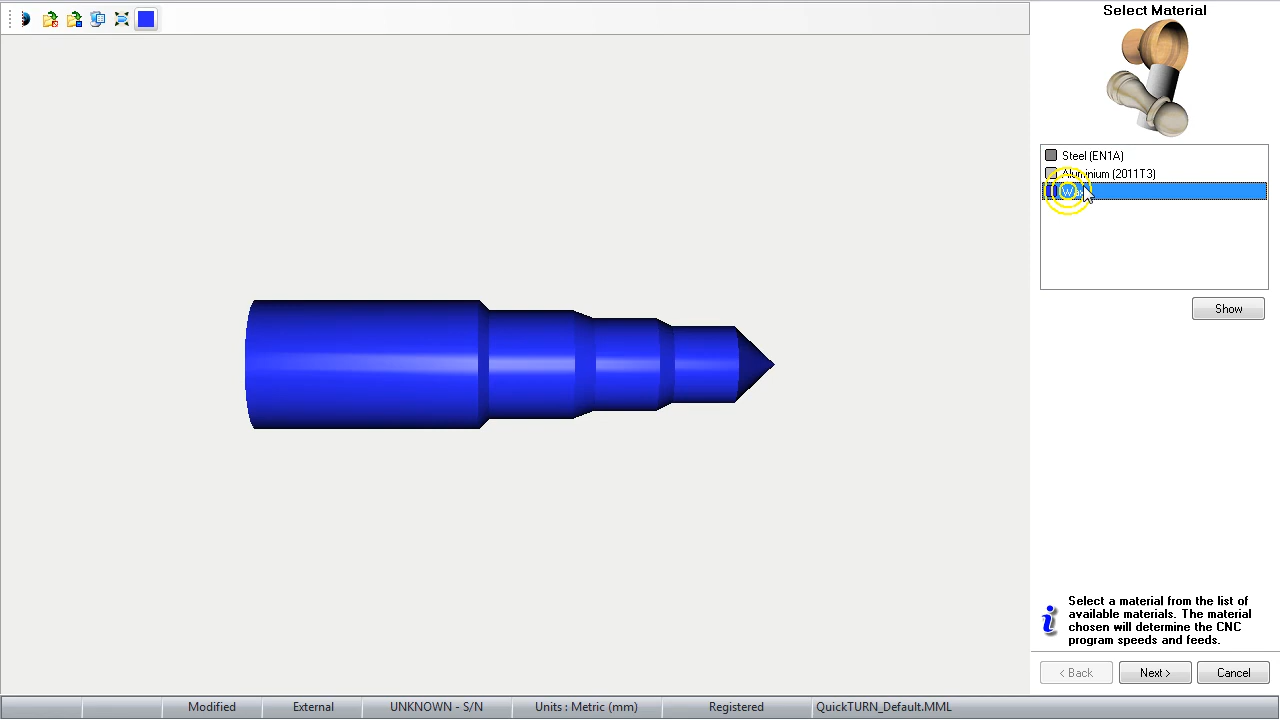 Select Material
Steel (EN1A)
Aluminium (2011T3)
Show
Select a material from the list of
available materials. The material
chosen will determine the CNC
program speeds and feeds.
< Back
Next >
Cancel
Modified
External
UNKNOWN - S/N
Units : Metric (mm)
Registered
QuickTURN_Default.MML